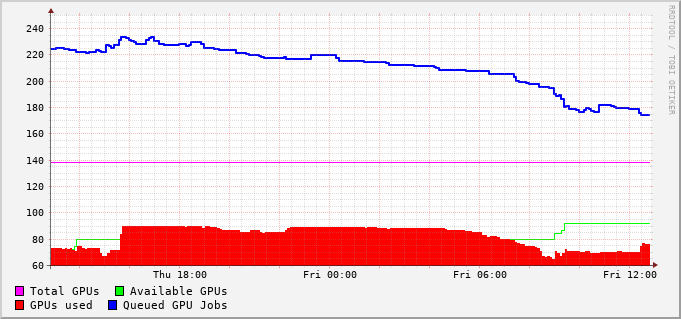 RRDTOOL / TOBI OETIKER
240
220
200
180
160
140
120
100
80
60
Thu 18:00 Fri 00:00 Fri 06:00 Fri 12:00
Total GPUs Available GPUs
GPUs used Queued GPU Jobs